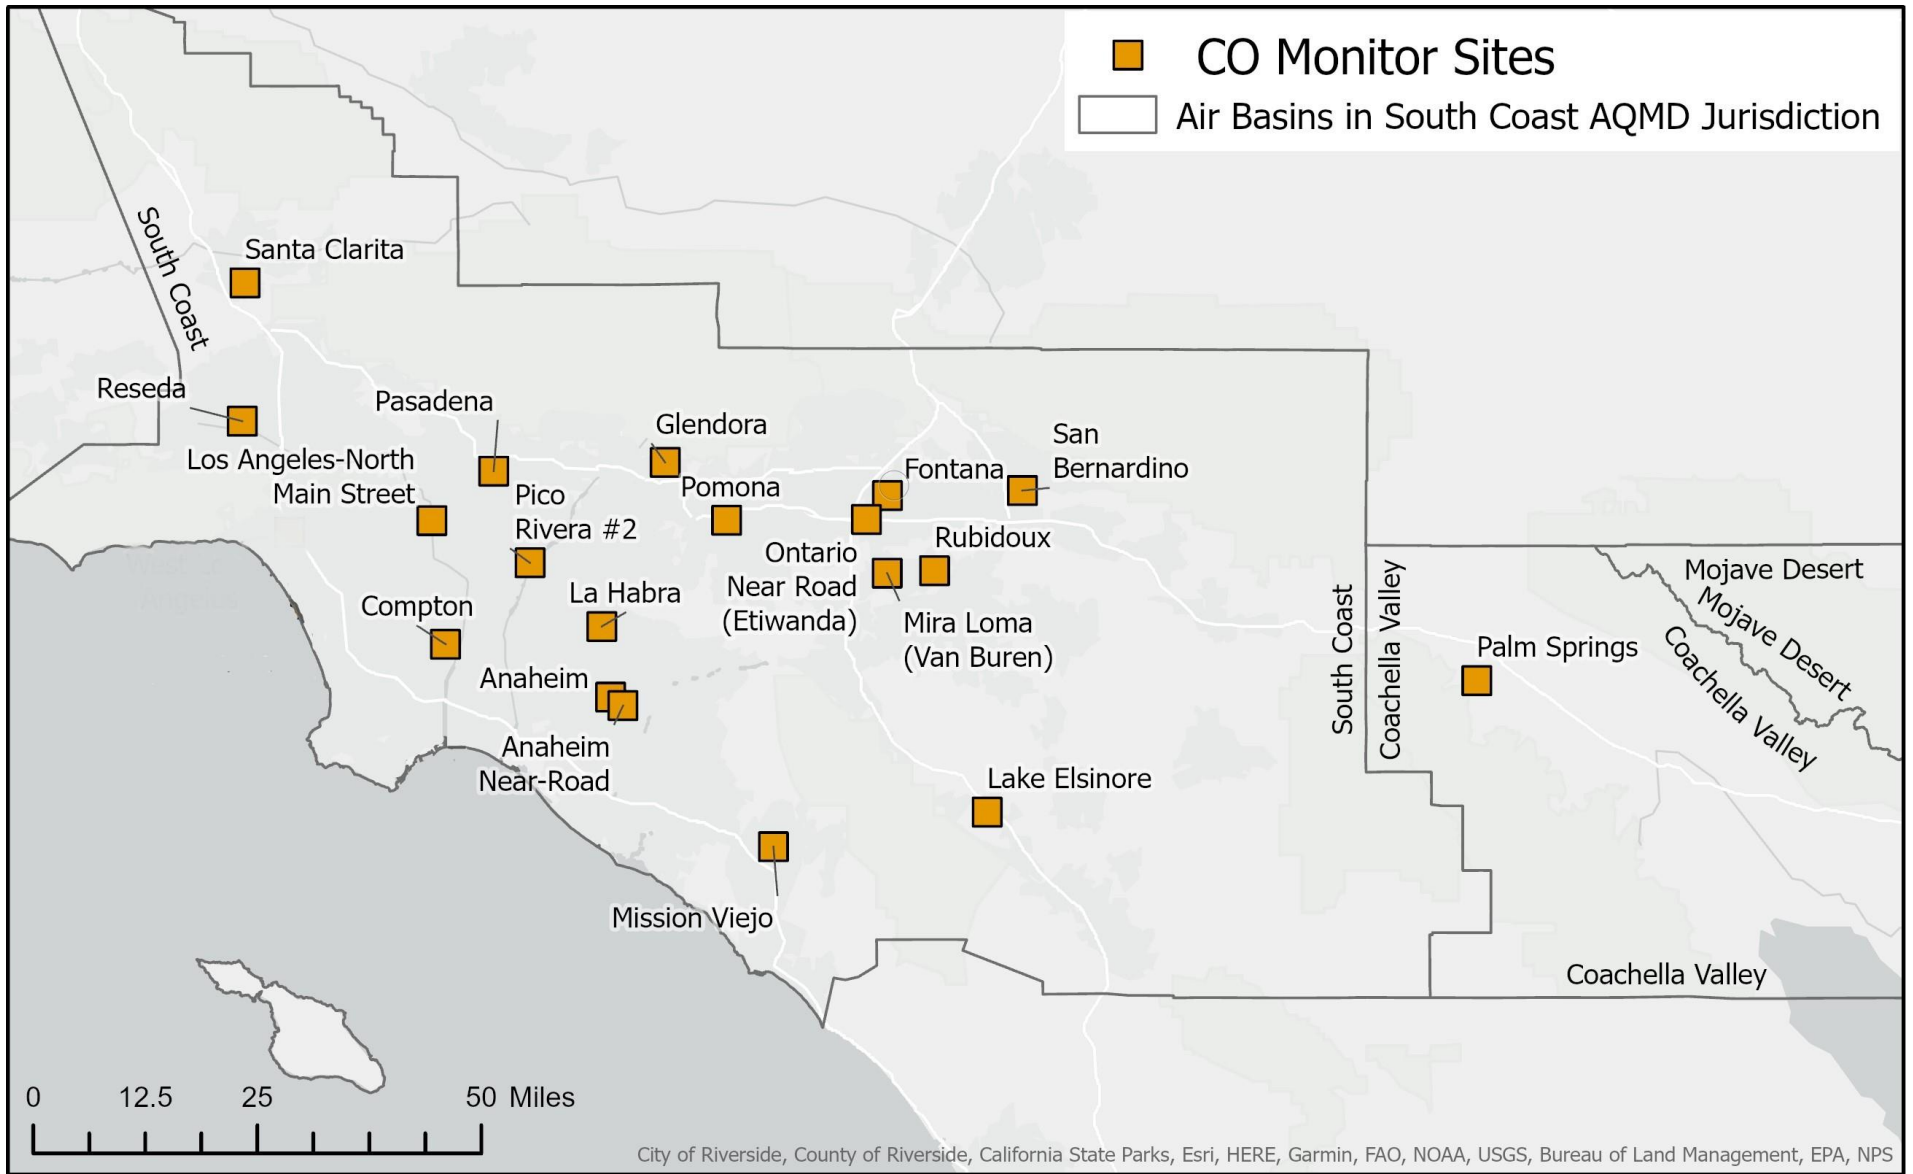 CO Monitor Sites
Air Basins in South Coast AQMD Jurisdiction
South Coast
Santa Clarita
Reseda
Pasadena
Los Angeles-North
Main Street
Glendora
Pomona
Pico
Rivera #2
Fontana
San
Bernardino
Rubidoux
Ontario
Near Road
(Etiwanda)
Mira Loma
(Van Buren)
La Habra
Compton
Anaheim
Anaheim
Near-Road
Lake Elsinore
Mission Viejo
South Coast
Coachella Valley
Palm Springs
Mojave Desert
Mojave Desert
Coachella Valley
Coachella Valley
0 12.5 25 50 Miles
City of Riverside, County of Riverside, California State Parks, Esri, HERE, Garmin, FAO, NOAA, USGS, Bureau of Land Management, EPA, NPS